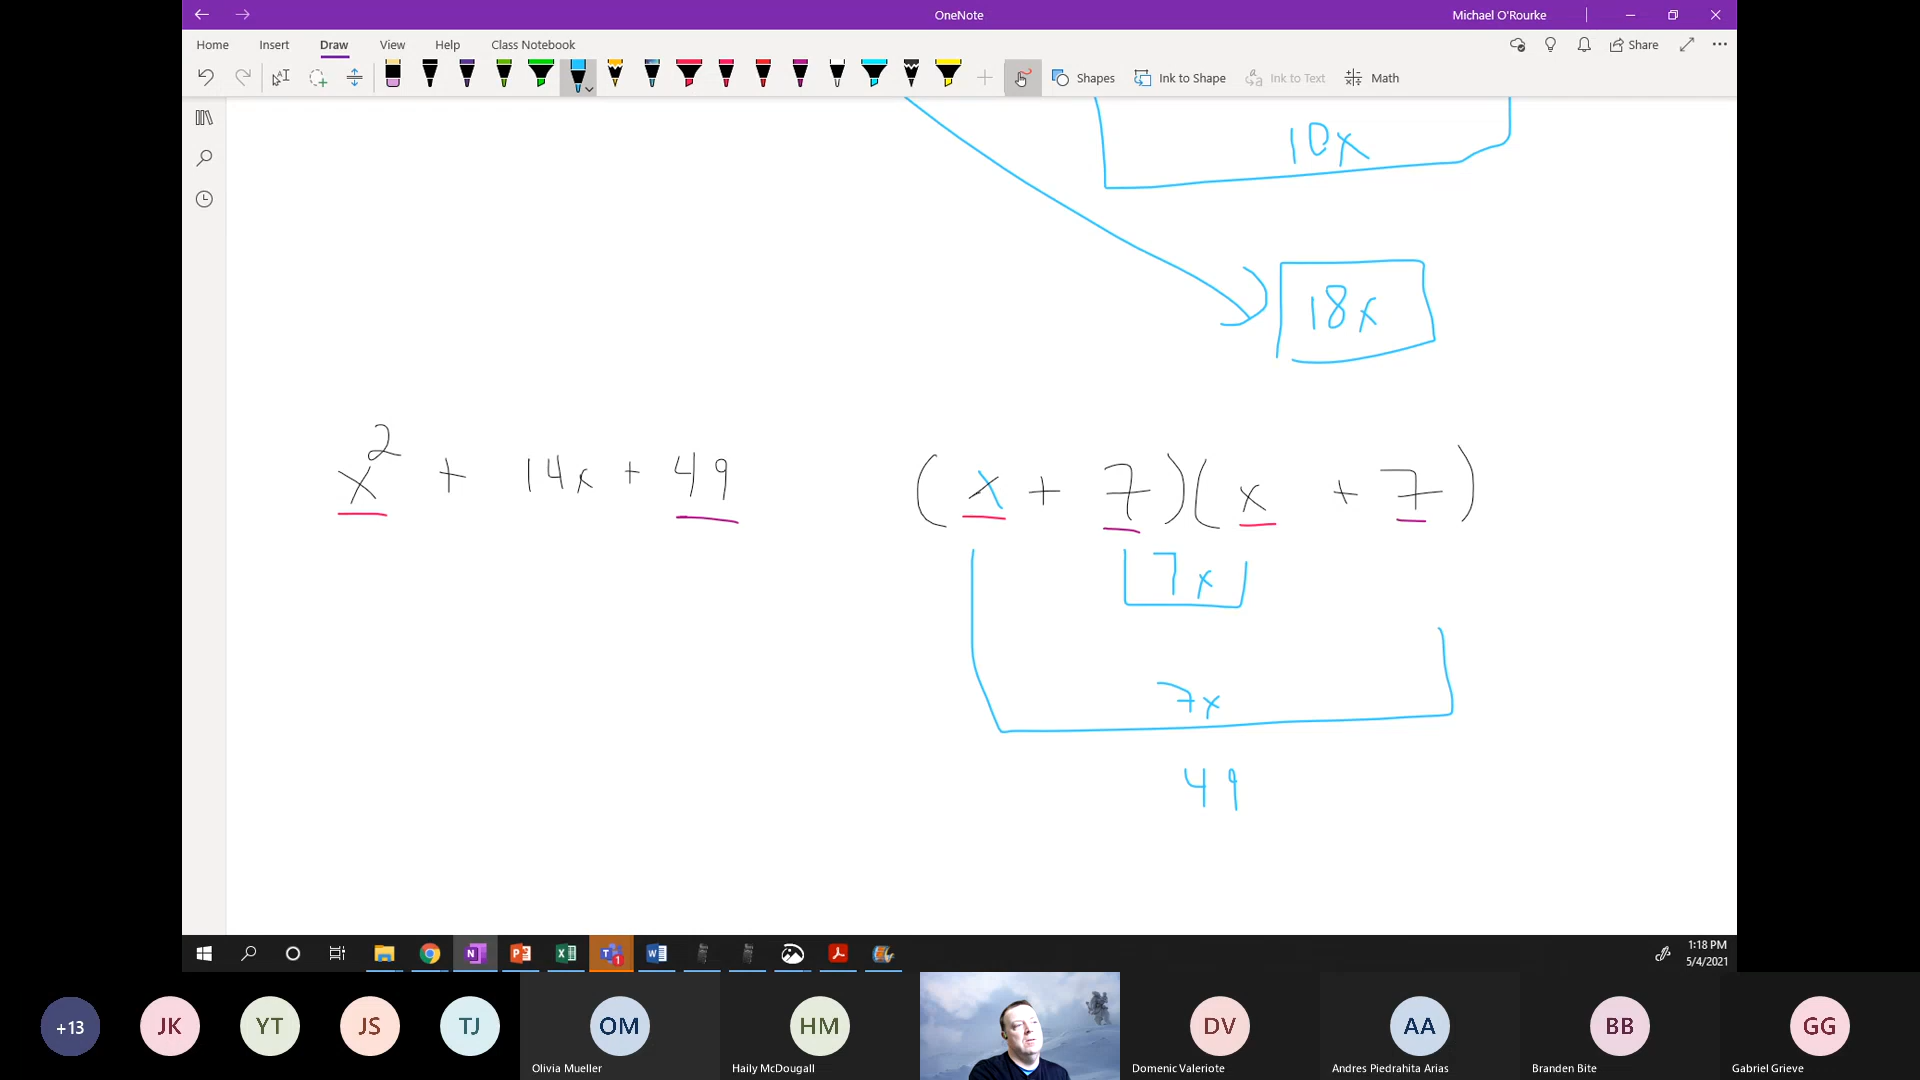 OneNote
Michael O'Rourke
Home Insert Draw View Help Class Notebook
Share
Shapes Ink to Shape Ink to Text Math
10x
18x
x² + 14x + 49 (x + 7)(x + 7)
7x
7x
49
1:18 PM
5/4/2021
+13 JK YT JS TJ OM HM DV AA BB GG
Olivia Mueller Haily McDougall Domenic Valeriote Andres Piedrahita Arias Branden Bite Gabriel Grieve